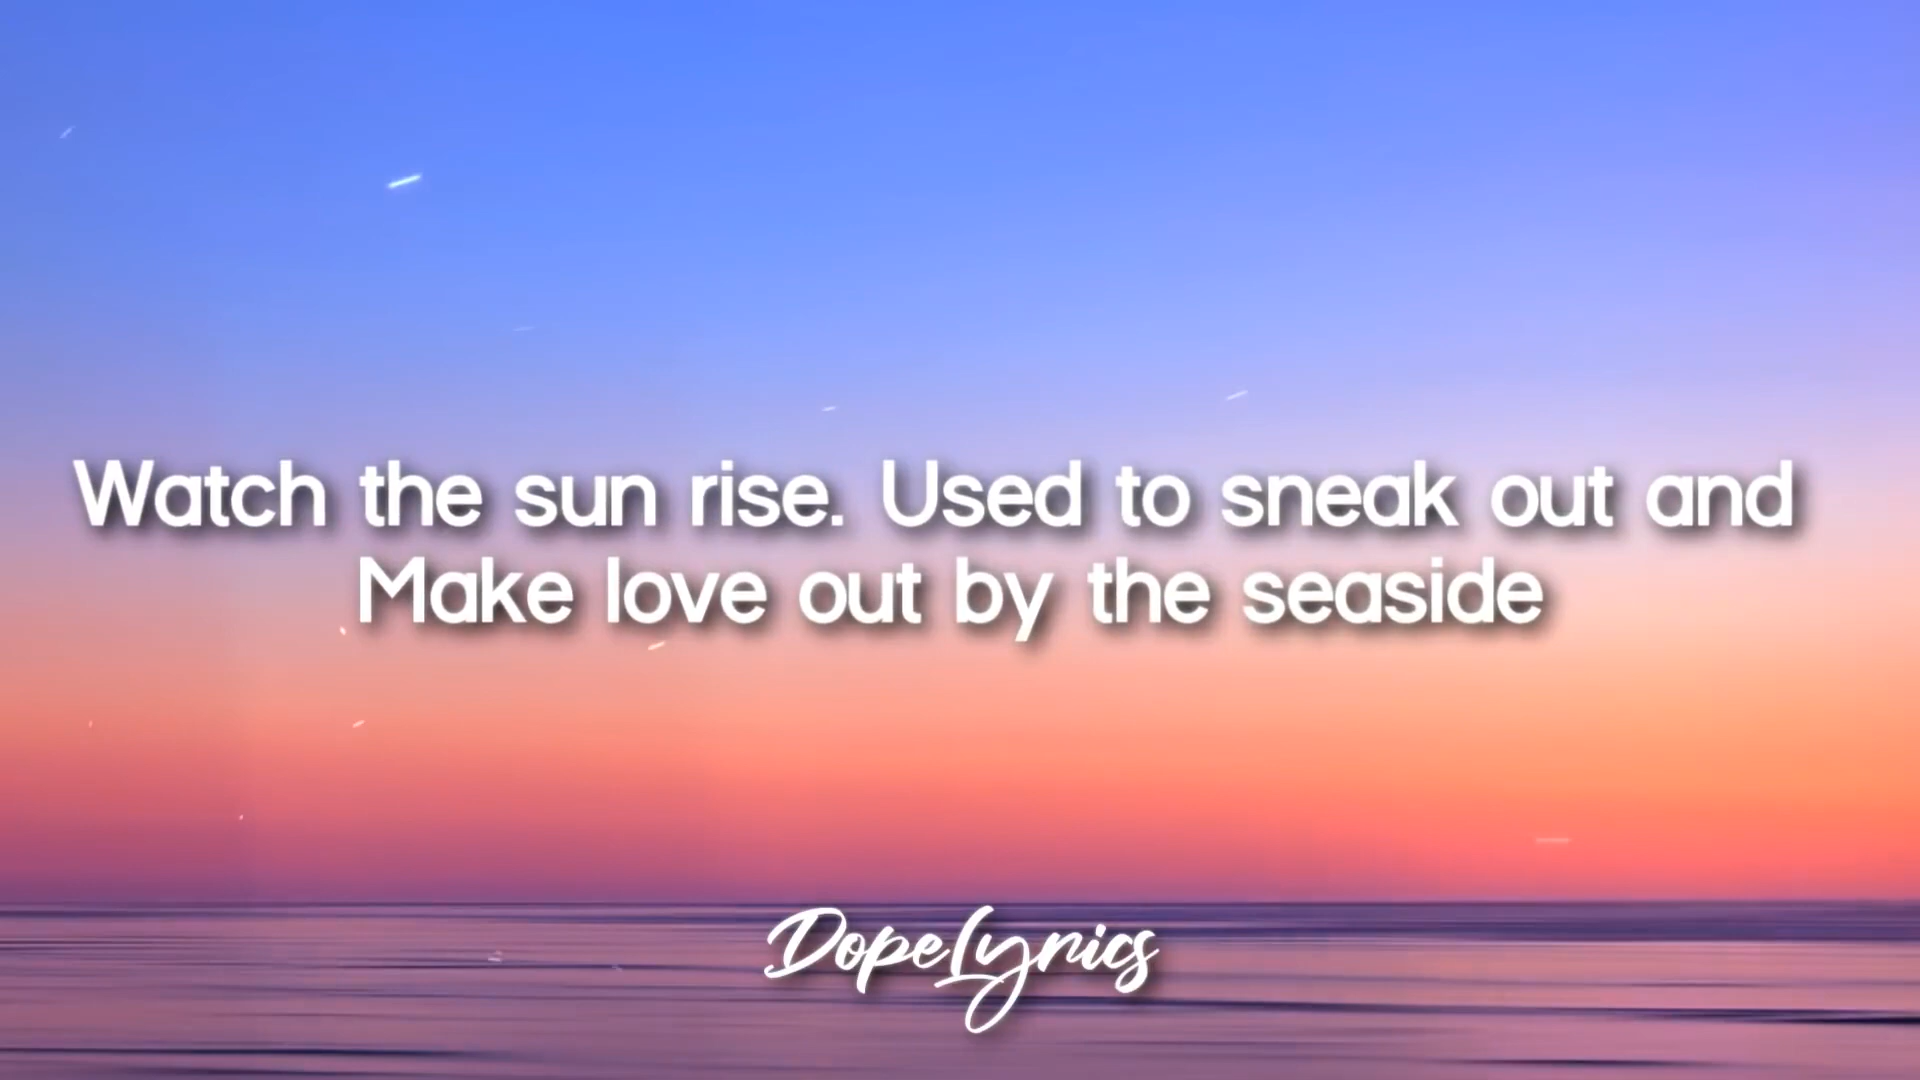 Watch the sun rise. Used to sneak out and
Make love out by the seaside
DopeLyrics